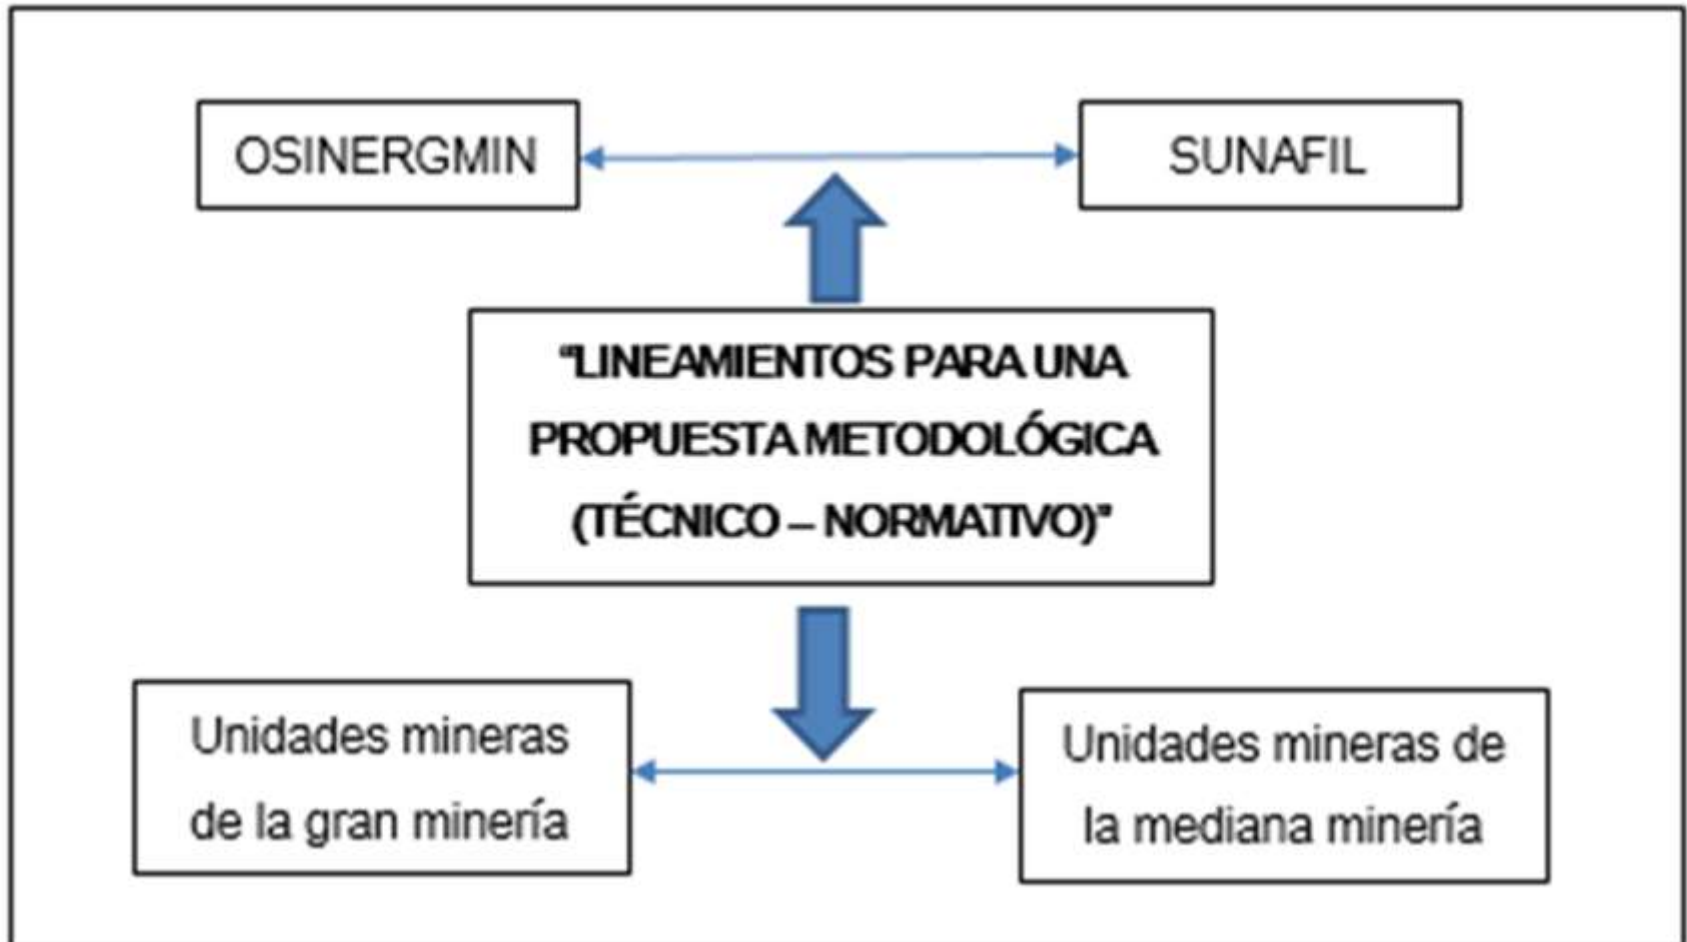 OSINERGMIN
SUNAFIL
“LINEAMIENTOS PARA UNA
PROPUESTA METODOLÓGICA
(TÉCNICO – NORMATIVO)”
Unidades mineras
de la gran minería
Unidades mineras de
la mediana minería